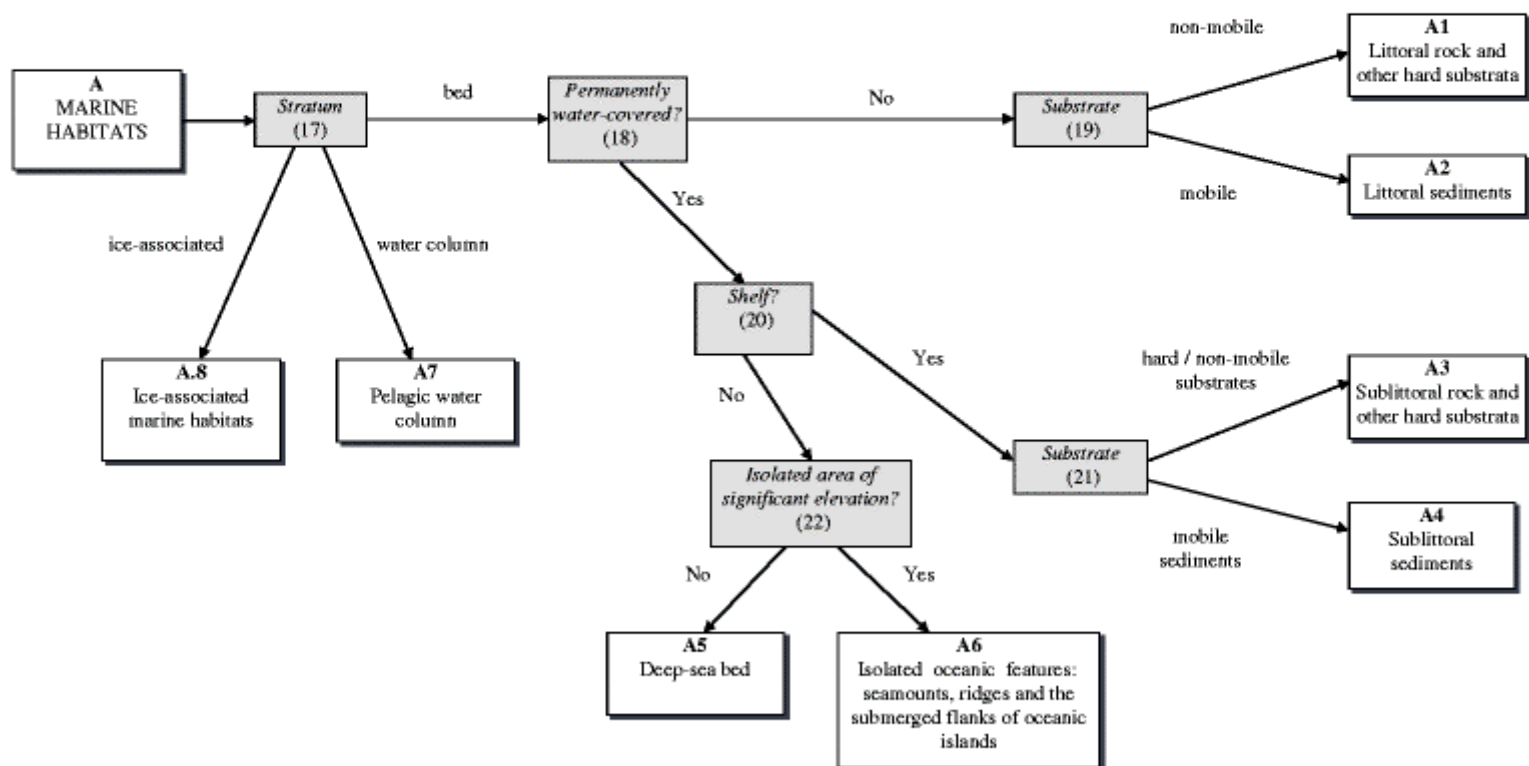 A
MARINE
HABITATS
Stratum
(17)
bed
Permanently
water-covered?
(18)
No
Substrate
(19)
non-mobile
A1
Littoral rock and
other hard substrata
mobile
A2
Littoral sediments
ice-associated
water column
A.8
Ice-associated
marine habitats
A7
Pelagic water
column
Yes
Shelf?
(20)
Yes
Substrate
(21)
hard / non-mobile
substrates
A3
Sublittoral rock and
other hard substrata
mobile
sediments
A4
Sublittoral
sediments
No
Isolated area of
significant elevation?
(22)
No
Yes
A5
Deep-sea bed
A6
Isolated oceanic features:
seamounts, ridges and the
submerged flanks of oceanic
islands